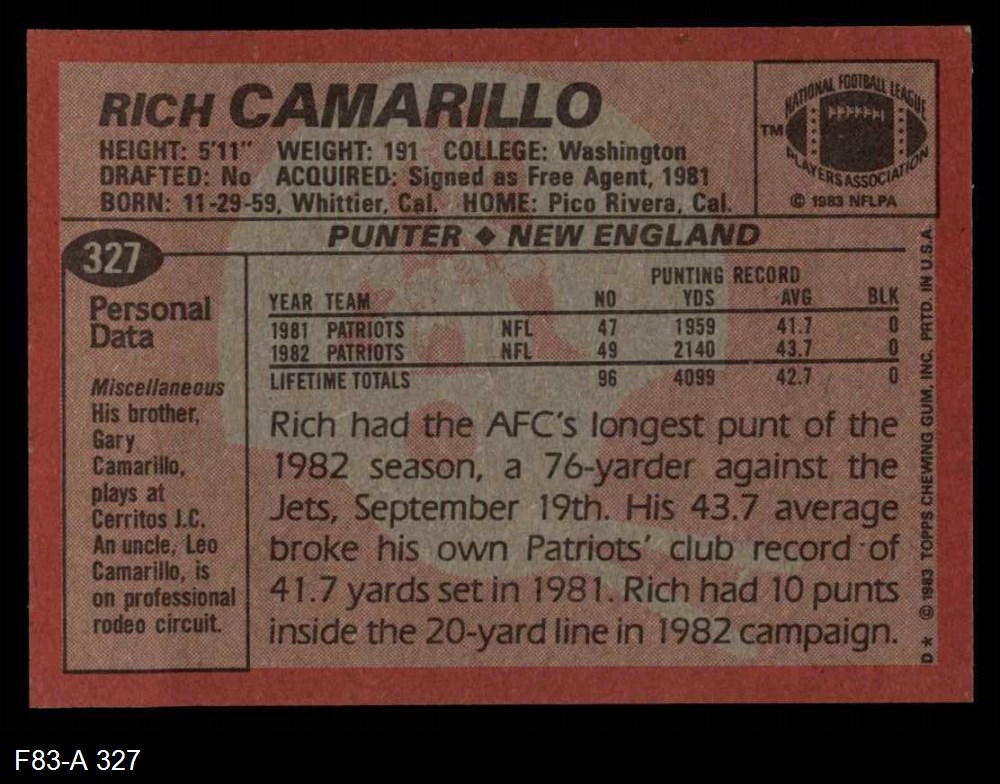 RICH CAMARILLO
HEIGHT: 5'11" WEIGHT: 191 COLLEGE: Washington
DRAFTED: No ACQUIRED: Signed as Free Agent, 1981
BORN: 11-29-59, Whittier, Cal. HOME: Pico Rivera, Cal.
NATIONAL FOOTBALL LEAGUE
TM
PLAYERS ASSOCIATION
© 1983 NFLPA
327
PUNTER ◆ NEW ENGLAND
Personal
Data
Miscellaneous
His brother,
Gary
Camarillo,
plays at
Cerritos J.C.
An uncle, Leo
Camarillo, is
on professional
rodeo circuit.
PUNTING RECORD
YEAR TEAM NO YDS AVG BLK
1981 PATRIOTS NFL 47 1959 41.7 0
1982 PATRIOTS NFL 49 2140 43.7 0
LIFETIME TOTALS 96 4099 42.7 0
Rich had the AFC's longest punt of the
1982 season, a 76-yarder against the
Jets, September 19th. His 43.7 average
broke his own Patriots' club record of
41.7 yards set in 1981. Rich had 10 punts
inside the 20-yard line in 1982 campaign.
D * © 1983 TOPPS CHEWING GUM, INC. PRTD. IN U.S.A.
F83-A 327